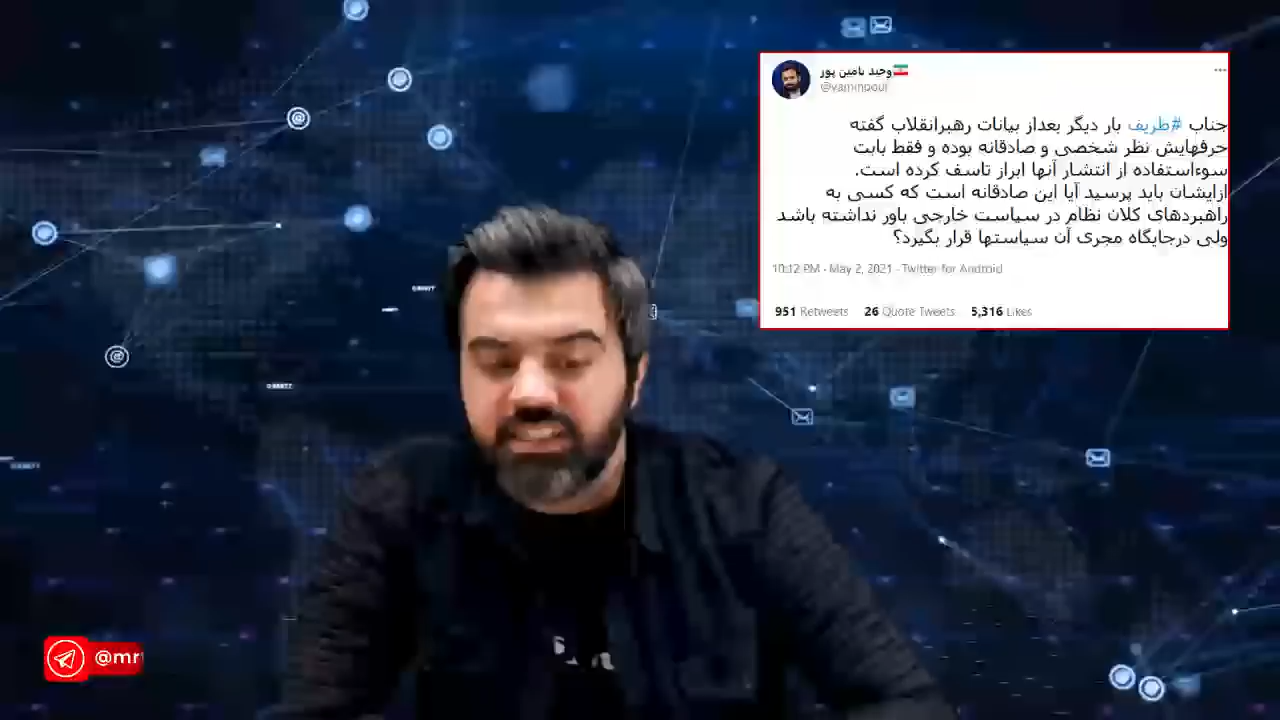 وحید یامین پور
@yaminpour
جناب #ظریف بار دیگر بعداز بیانات رهبرانقلاب گفته
حرفهایش نظر شخصی و صادقانه بوده و فقط بابت
سوءاستفاده از انتشار آنها ابراز تاسف کرده است.
ازایشان باید پرسید آیا این صادقانه است که کسی به
راهبردهای کلان نظام در سیاست خارجی باور نداشته باشد
ولی درجایگاه مجری آن سیاستها قرار بگیرد؟
10:12 PM · May 2, 2021 · Twitter for Android
951 Retweets 26 Quote Tweets 5,316 Likes
@mr